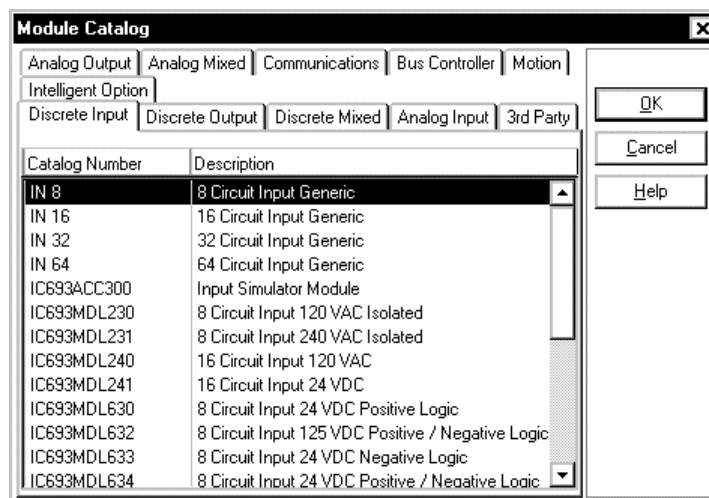 Module Catalog
Analog Output Analog Mixed Communications Bus Controller Motion
Intelligent Option
Discrete Input Discrete Output Discrete Mixed Analog Input 3rd Party
OK
Cancel
Help
Catalog Number Description
IN 8 8 Circuit Input Generic
IN 16 16 Circuit Input Generic
IN 32 32 Circuit Input Generic
IN 64 64 Circuit Input Generic
IC693ACC300 Input Simulator Module
IC693MDL230 8 Circuit Input 120 VAC Isolated
IC693MDL231 8 Circuit Input 240 VAC Isolated
IC693MDL240 16 Circuit Input 120 VAC
IC693MDL241 16 Circuit Input 24 VDC
IC693MDL630 8 Circuit Input 24 VDC Positive Logic
IC693MDL632 8 Circuit Input 125 VDC Positive / Negative Logic
IC693MDL633 8 Circuit Input 24 VDC Negative Logic
IC693MDL634 8 Circuit Input 24 VDC Positive / Negative Logic